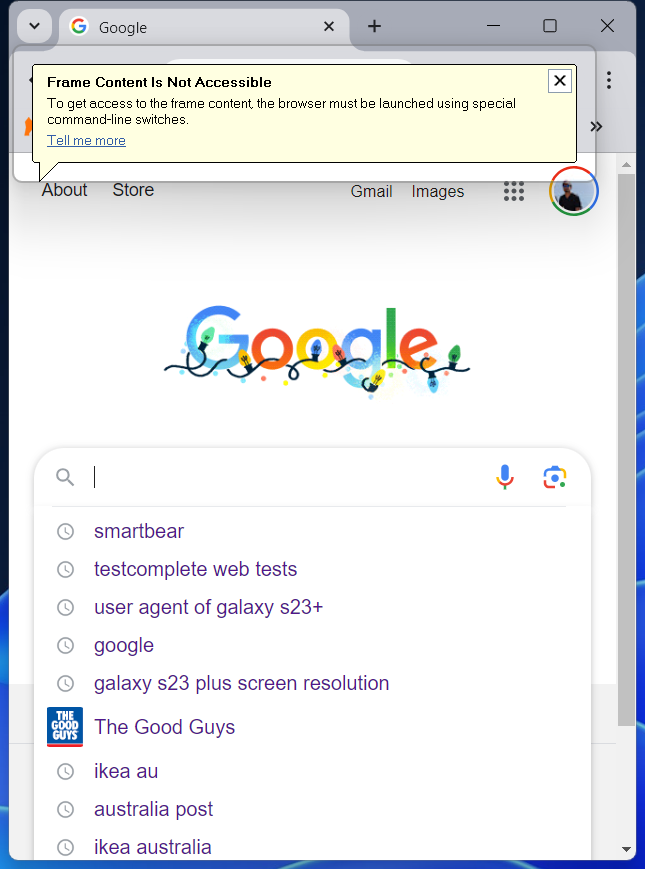 Google
Frame Content Is Not Accessible
To get access to the frame content, the browser must be launched using special
command-line switches.
Tell me more
About Store Gmail Images
Google
smartbear
testcomplete web tests
user agent of galaxy s23+
google
galaxy s23 plus screen resolution
THE
GOOD
GUYS
The Good Guys
ikea au
australia post
ikea australia